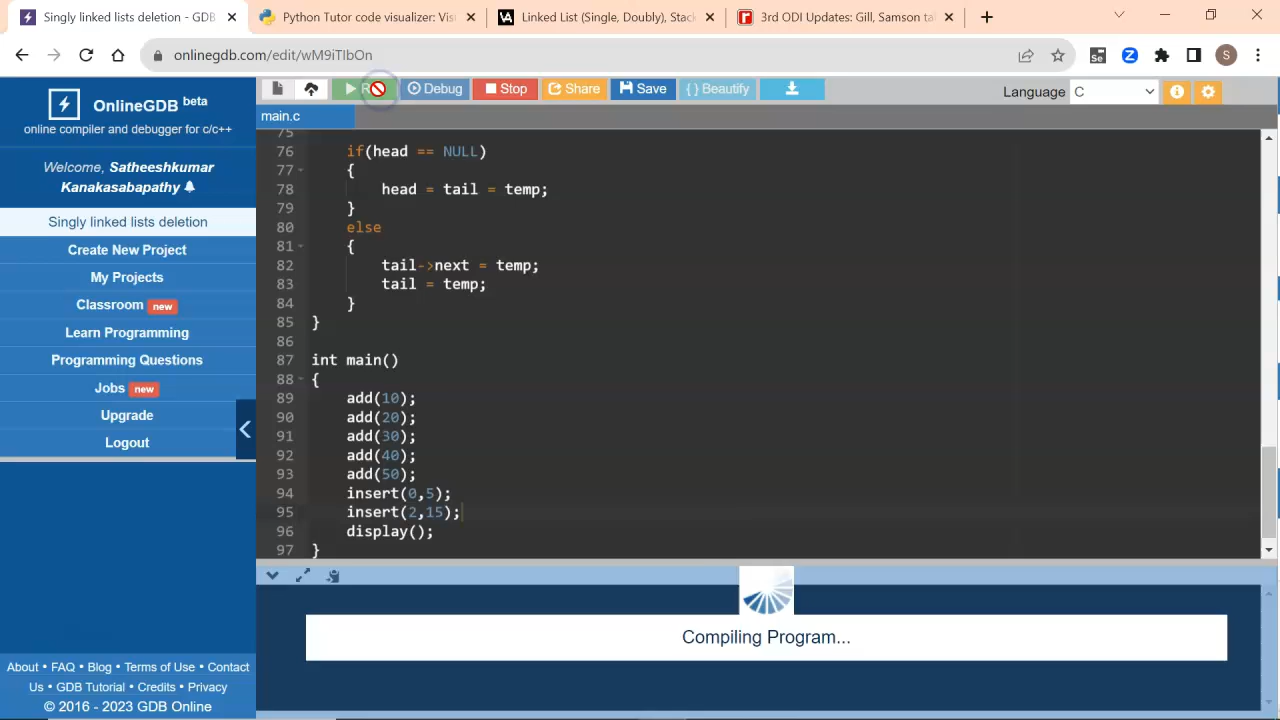 Singly linked lists deletion - GDB
Python Tutor code visualizer: Vis
Linked List (Single, Doubly), Stack
3rd ODI Updates: Gill, Samson ta
onlinegdb.com/edit/wM9iTIbOn
S
OnlineGDB beta
online compiler and debugger for c/c++
Welcome, Satheeshkumar
Kanakasabapathy
Singly linked lists deletion
Create New Project
My Projects
Classroom new
Learn Programming
Programming Questions
Jobs new
Upgrade
Logout
About • FAQ • Blog • Terms of Use • Contact
Us • GDB Tutorial • Credits • Privacy
© 2016 - 2023 GDB Online
Debug
Stop
Share
Save
{ } Beautify
Language C
main.c
75
76 if(head == NULL)
77 {
78 head = tail = temp;
79 }
80 else
81 {
82 tail->next = temp;
83 tail = temp;
84 }
85 }
86
87 int main()
88 {
89 add(10);
90 add(20);
91 add(30);
92 add(40);
93 add(50);
94 insert(0,5);
95 insert(2,15);
96 display();
97 }
Compiling Program...